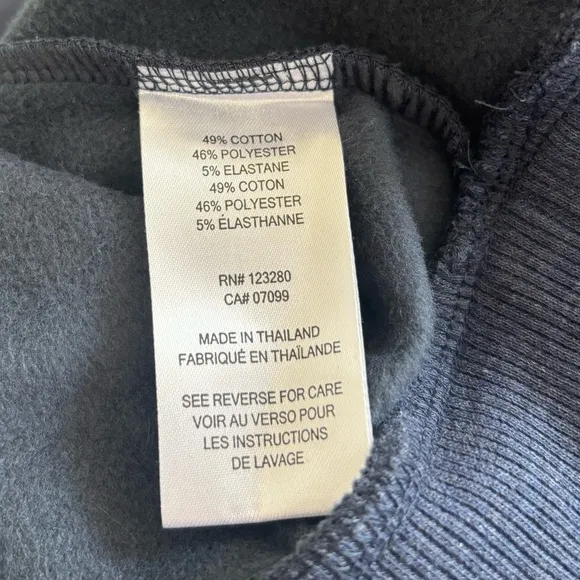 49% COTTON
46% POLYESTER
5% ELASTANE
49% COTON
46% POLYESTER
5% ÉLASTHANNE
RN# 123280
CA# 07099
MADE IN THAILAND
FABRIQUÉ EN THAÏLANDE
SEE REVERSE FOR CARE
VOIR AU VERSO POUR
LES INSTRUCTIONS
DE LAVAGE